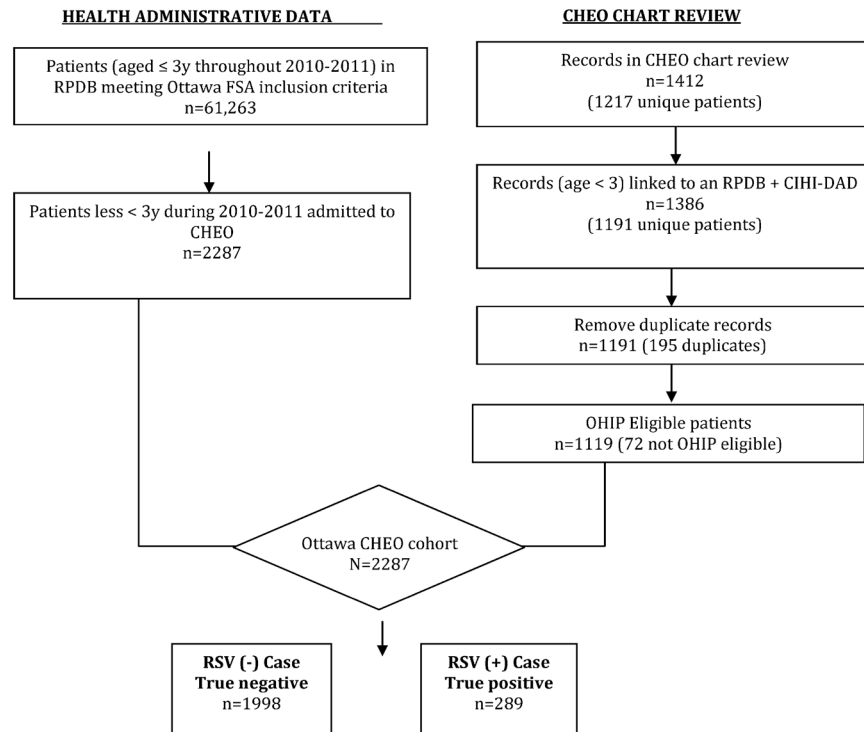 HEALTH ADMINISTRATIVE DATA
Patients (aged ≤ 3y throughout 2010-2011) in
RPDB meeting Ottawa FSA inclusion criteria
n=61,263
Patients less < 3y during 2010-2011 admitted to
CHEO
n=2287
CHEO CHART REVIEW
Records in CHEO chart review
n=1412
(1217 unique patients)
Records (age < 3) linked to an RPDB + CIHI-DAD
n=1386
(1191 unique patients)
Remove duplicate records
n=1191 (195 duplicates)
OHIP Eligible patients
n=1119 (72 not OHIP eligible)
Ottawa CHEO cohort
N=2287
RSV (-) Case
True negative
n=1998
RSV (+) Case
True positive
n=289